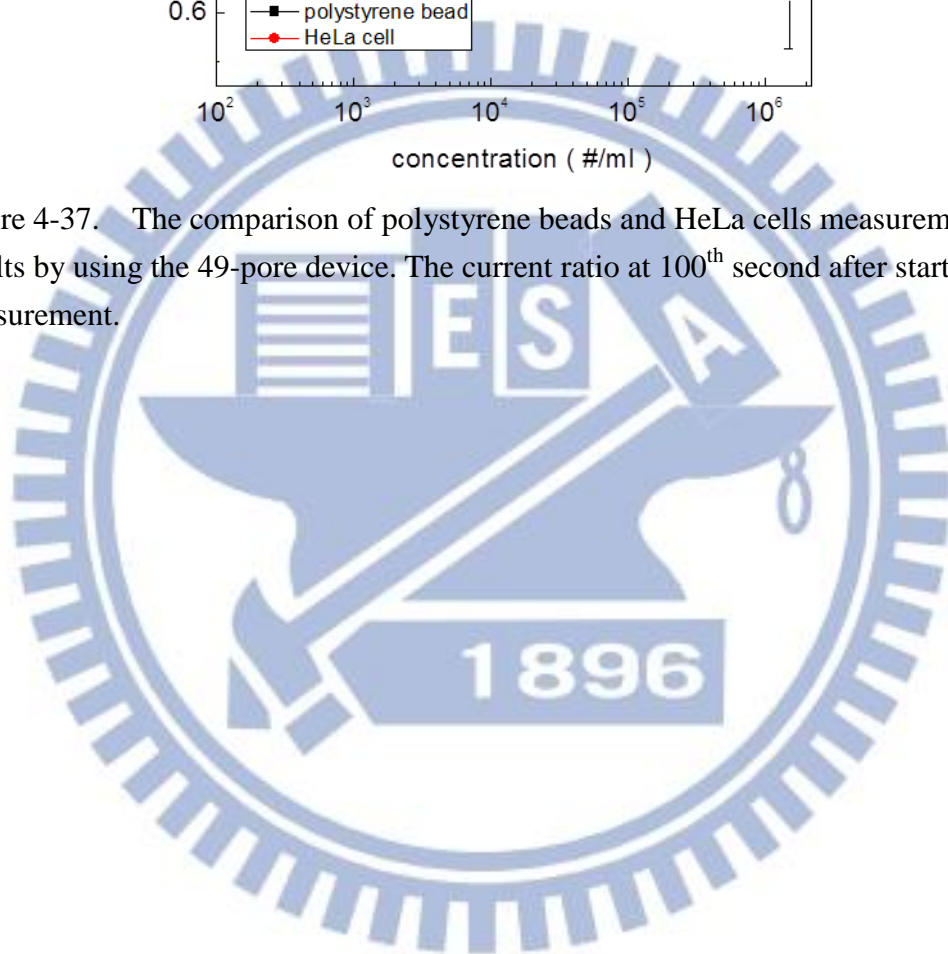 0.6
polystyrene bead
HeLa cell
10² 10³ 10⁴ 10⁵ 10⁶
concentration ( #/ml )
re 4-37. The comparison of polystyrene beads and HeLa cells measurem
lts by using the 49-pore device. The current ratio at 100th second after start
surement.
E S A
1896